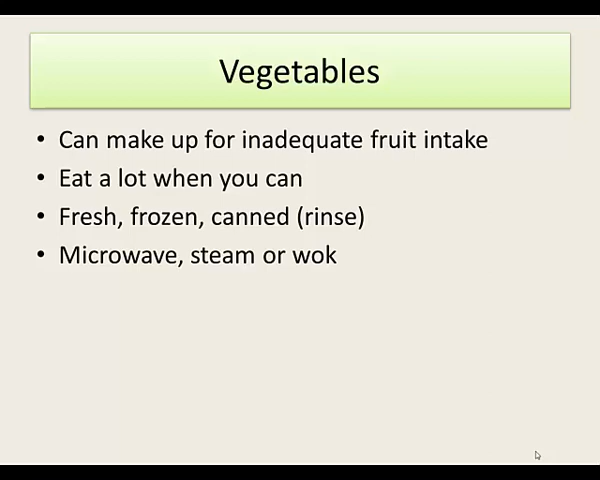 Vegetables
• Can make up for inadequate fruit intake
• Eat a lot when you can
• Fresh, frozen, canned (rinse)
• Microwave, steam or wok